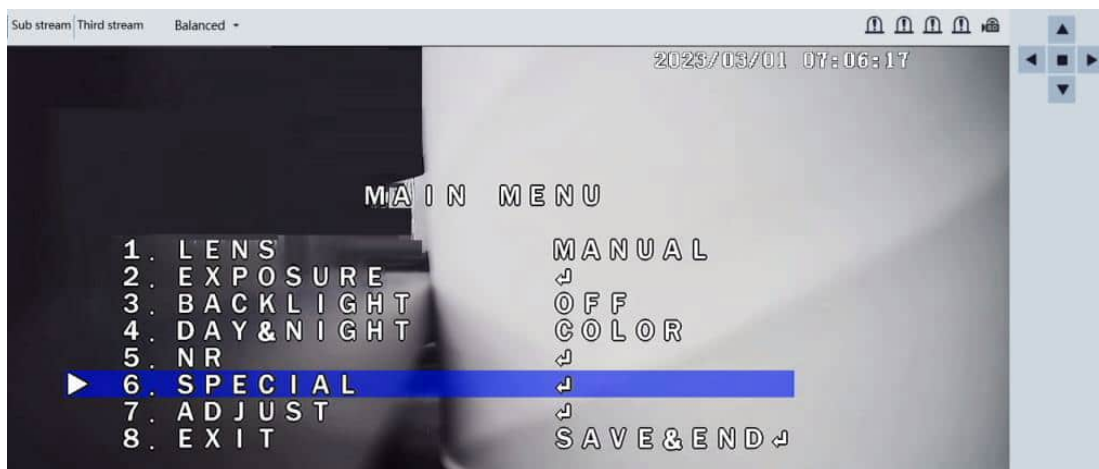 Sub stream Third stream Balanced
2023/03/01 07:06:17
MAIN MENU
1. LENS MANUAL
2. EXPOSURE ↲
3. BACKLIGHT OFF
4. DAY&NIGHT COLOR
5. NR ↲
6. SPECIAL ↲
7. ADJUST ↲
8. EXIT SAVE&END↲